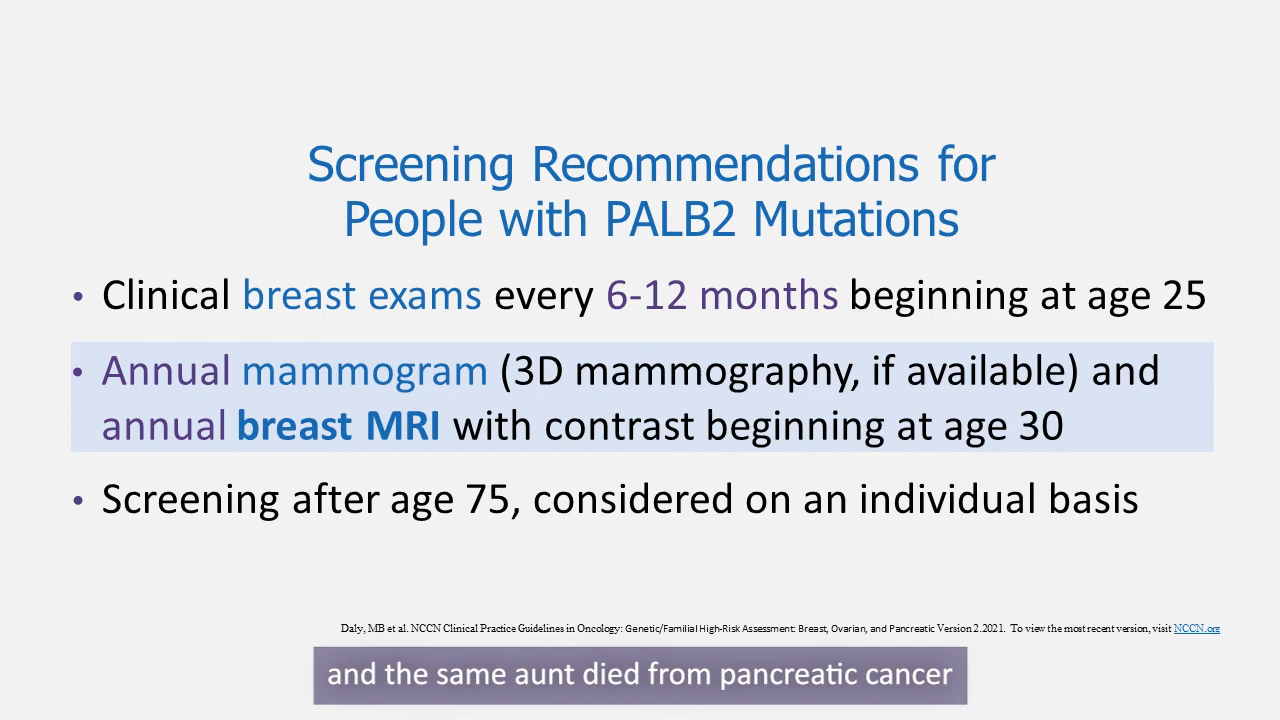 Screening Recommendations for
People with PALB2 Mutations
• Clinical breast exams every 6-12 months beginning at age 25
• Annual mammogram (3D mammography, if available) and
annual breast MRI with contrast beginning at age 30
• Screening after age 75, considered on an individual basis
Daly, MB et al. NCCN Clinical Practice Guidelines in Oncology: Genetic/Familial High-Risk Assessment: Breast, Ovarian, and Pancreatic Version 2.2021. To view the most recent version, visit NCCN.org
and the same aunt died from pancreatic cancer